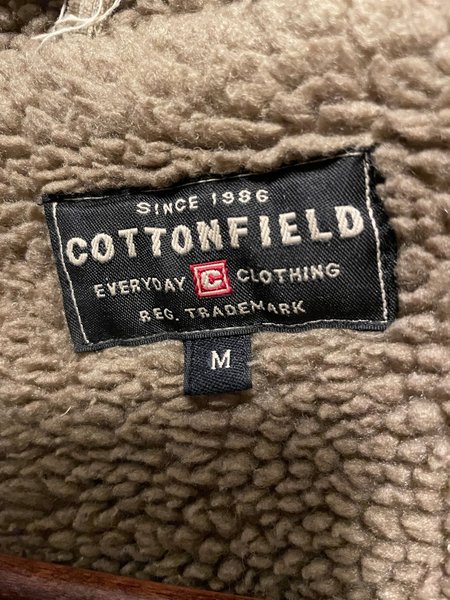 SINCE 1986
COTTONFIELD
EVERYDAY C CLOTHING
REG. TRADEMARK
M